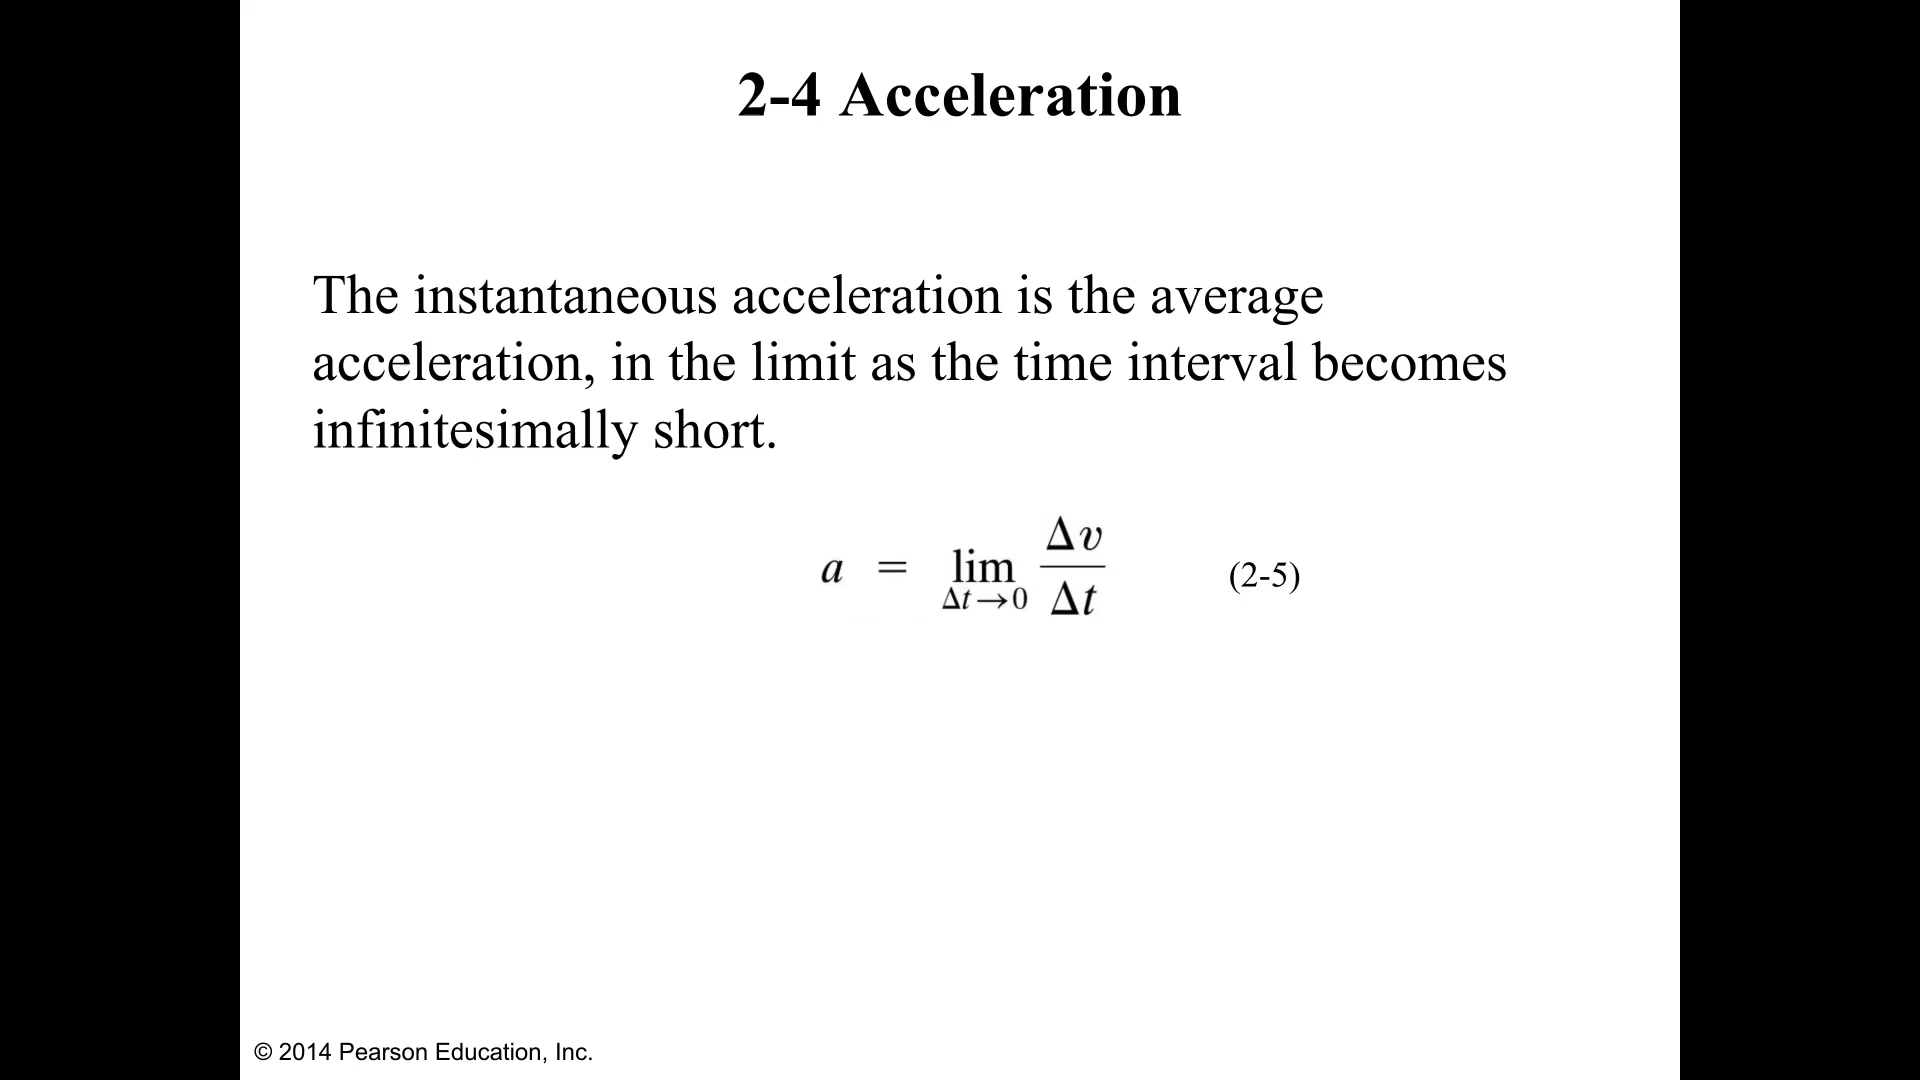 2-4 Acceleration
The instantaneous acceleration is the average
acceleration, in the limit as the time interval becomes
infinitesimally short.
a = lim Δt→0 Δv/Δt (2-5)
© 2014 Pearson Education, Inc.